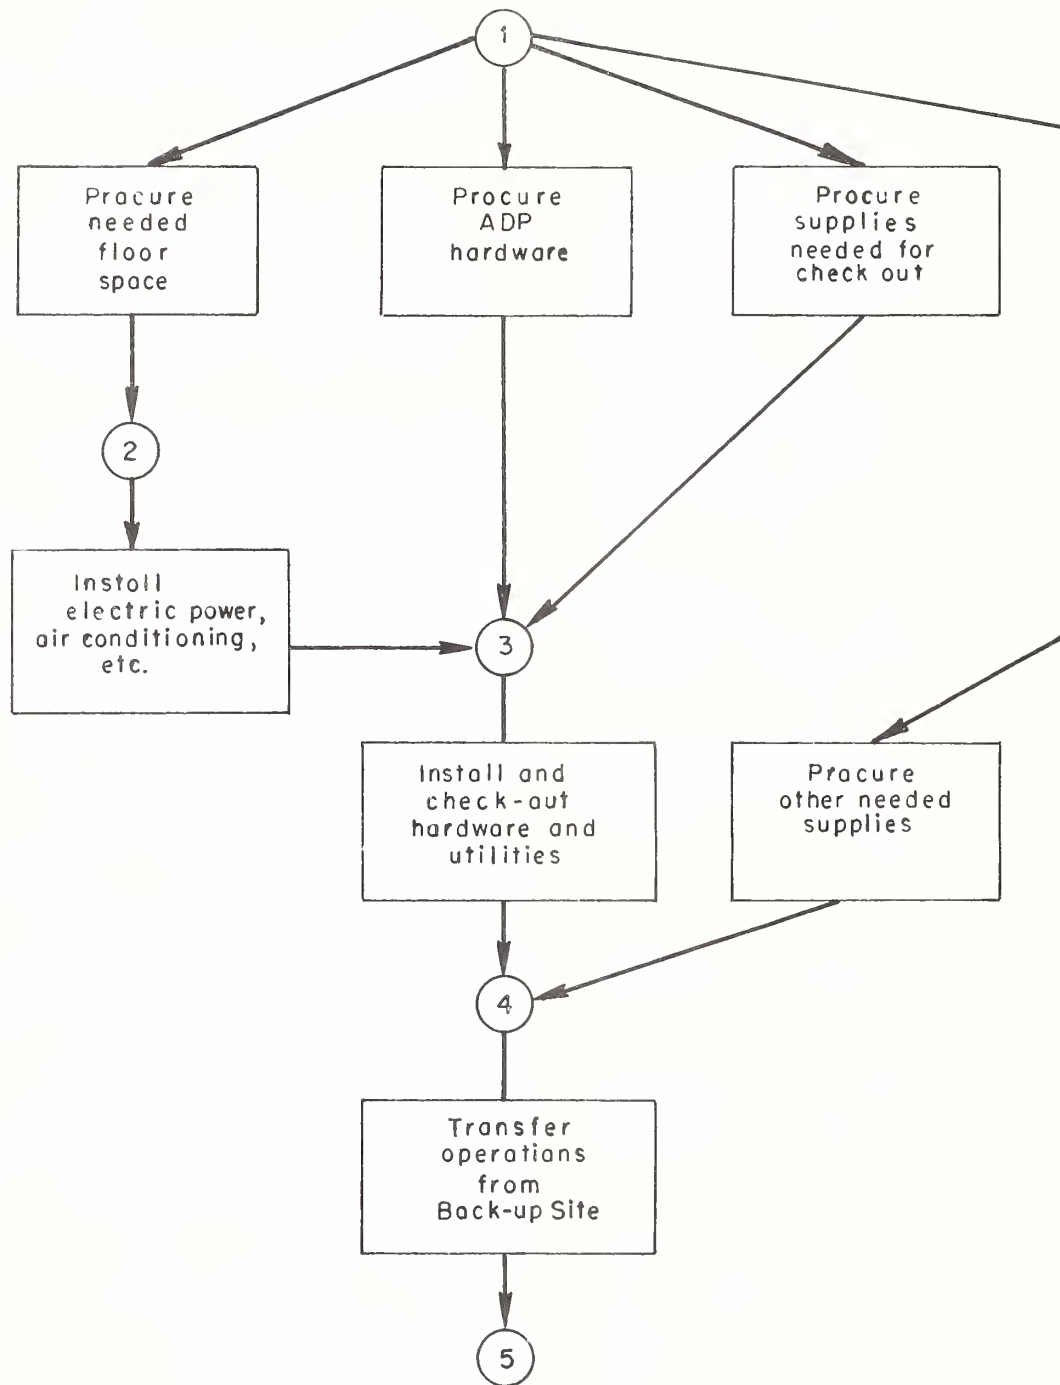 1
Procure
needed
floor
space
Procure
ADP
hardware
Procure
supplies
needed for
check out
2
Install
electric power,
air conditioning,
etc.
3
Install and
check-out
hardware and
utilities
Procure
other needed
supplies
4
Transfer
operations
from
Back-up Site
5